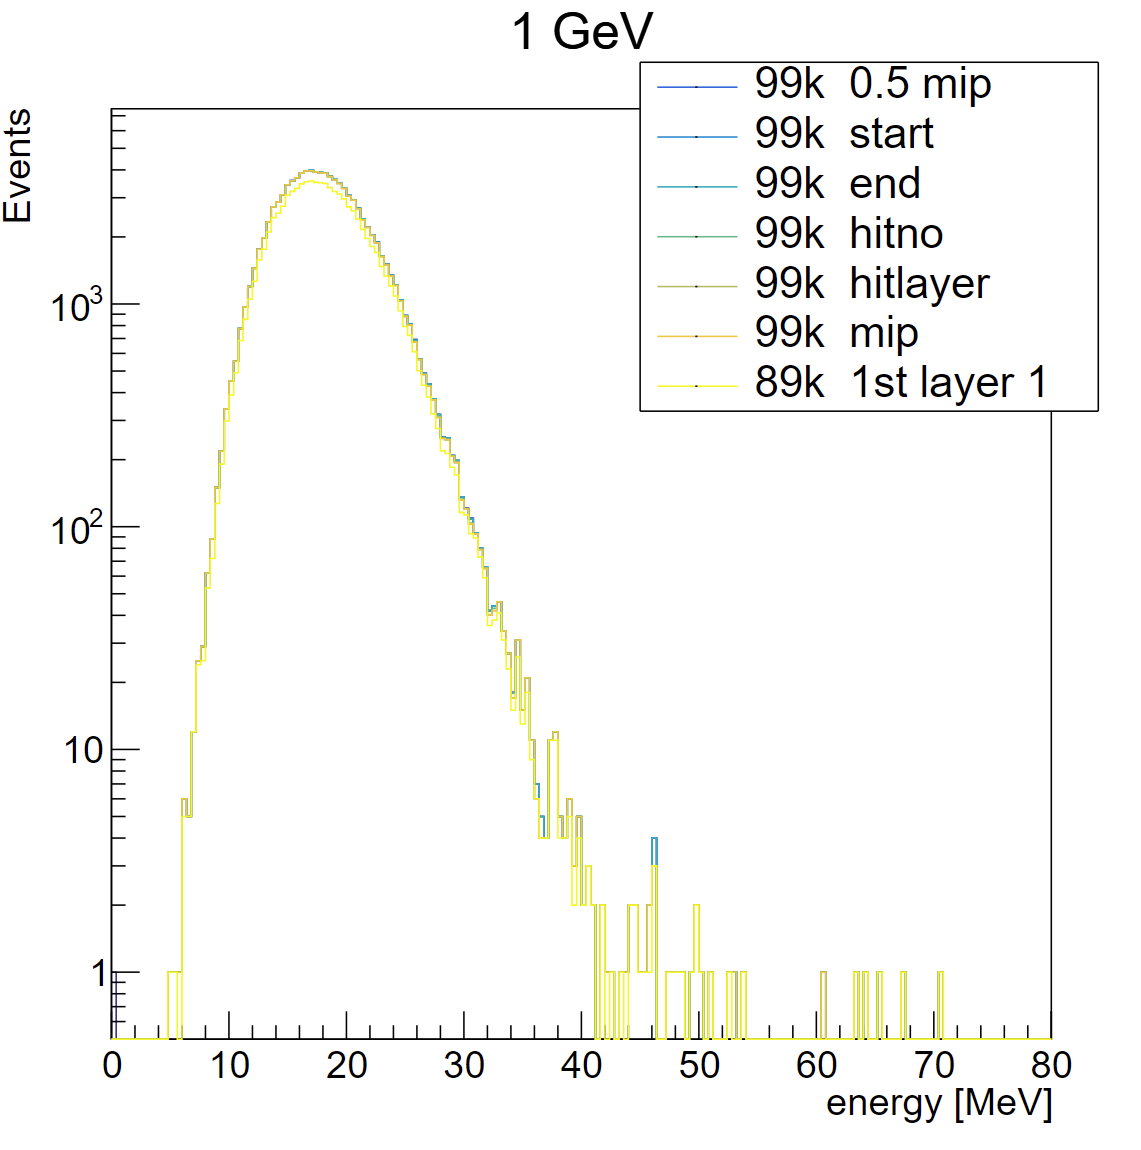 1 GeV
Events
99k 0.5 mip
99k start
99k end
99k hitno
99k hitlayer
99k mip
89k 1st layer 1
10³
10²
10
1
0 10 20 30 40 50 60 70 80
energy [MeV]